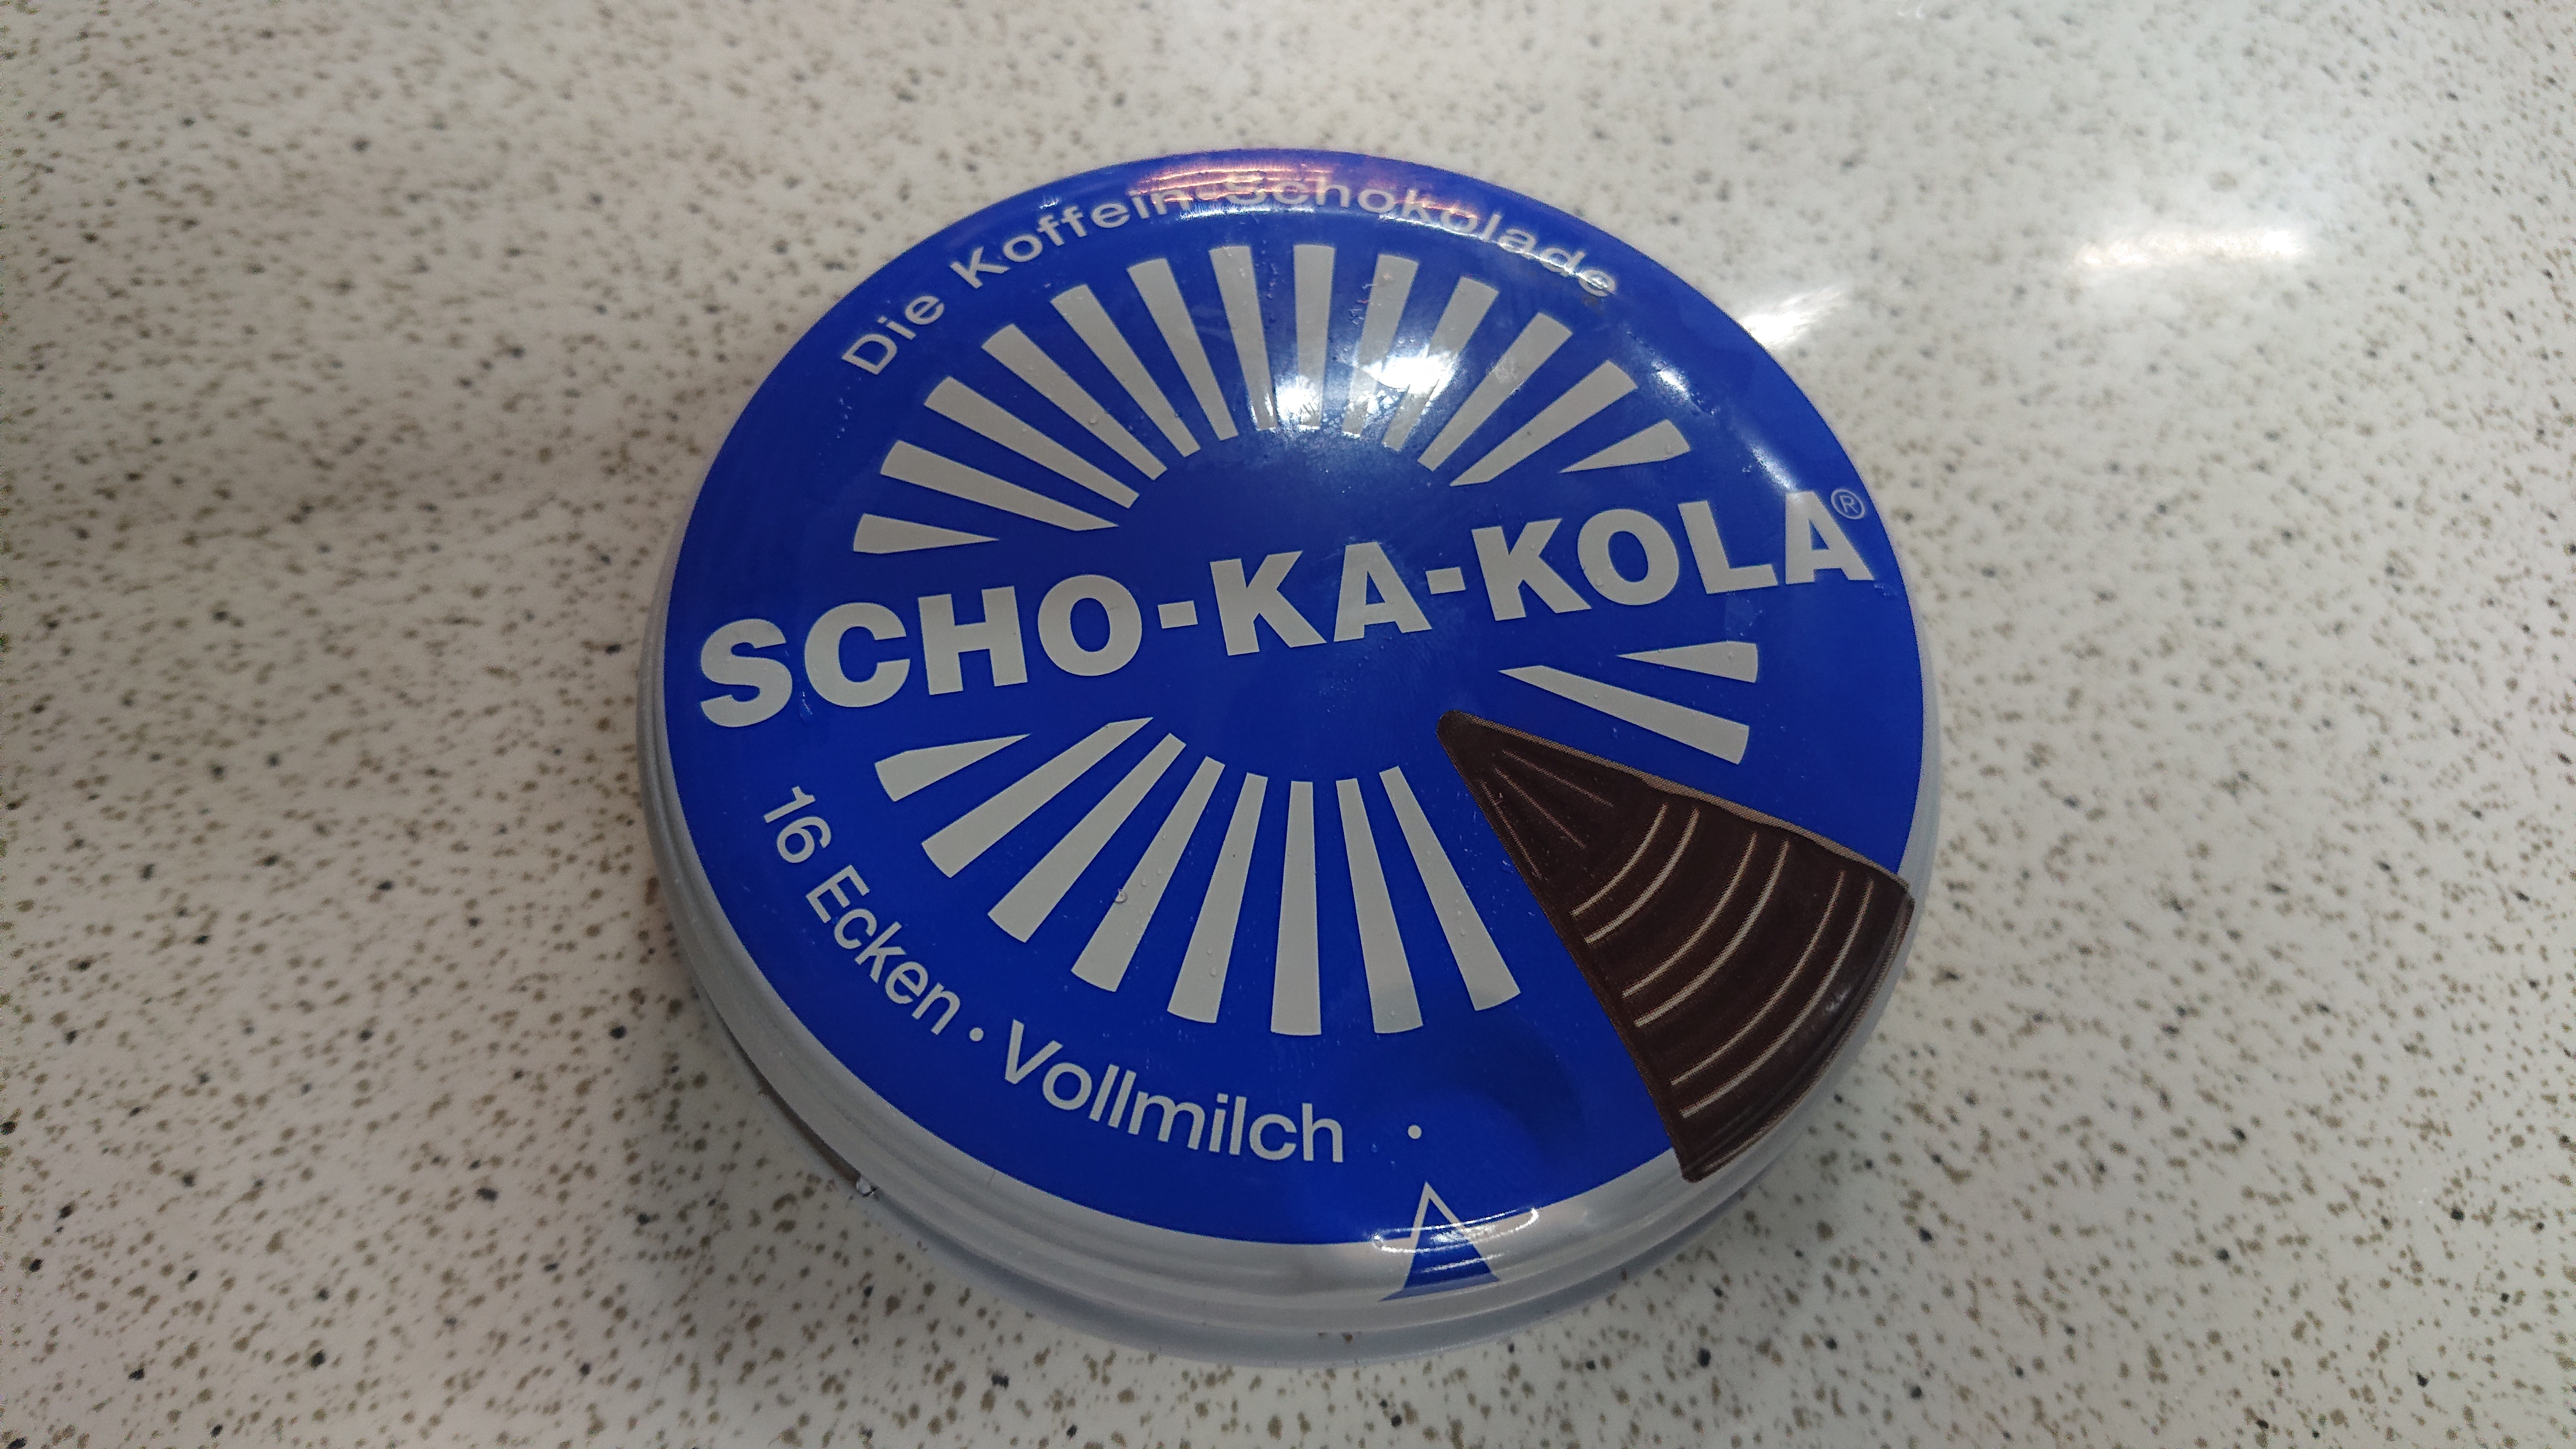 Die Koffein-Schokolade
SCHO-KA-KOLA®
16 Ecken · Vollmilch ·